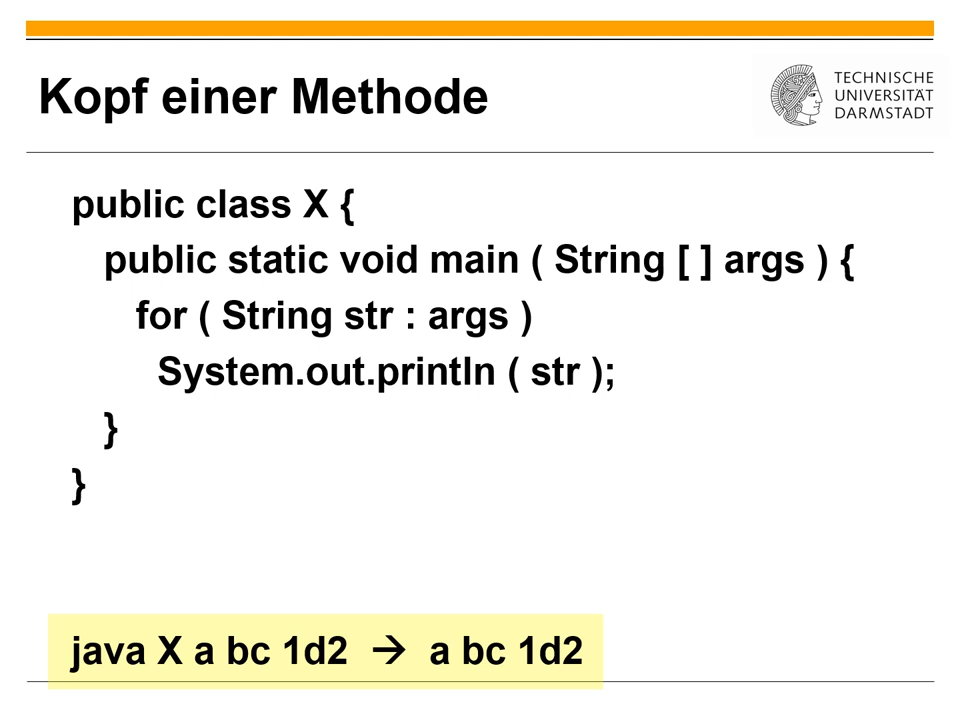 Kopf einer Methode
TECHNISCHE
UNIVERSITÄT
DARMSTADT
public class X {
public static void main ( String [ ] args ) {
for ( String str : args )
System.out.println ( str );
}
}
java X a bc 1d2 → a bc 1d2